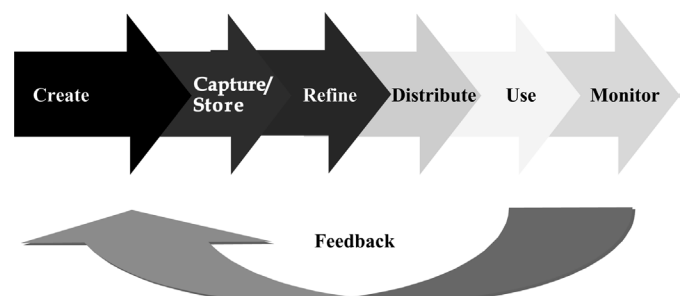 Create
Capture/
Store
Refine
Distribute
Use
Monitor
Feedback